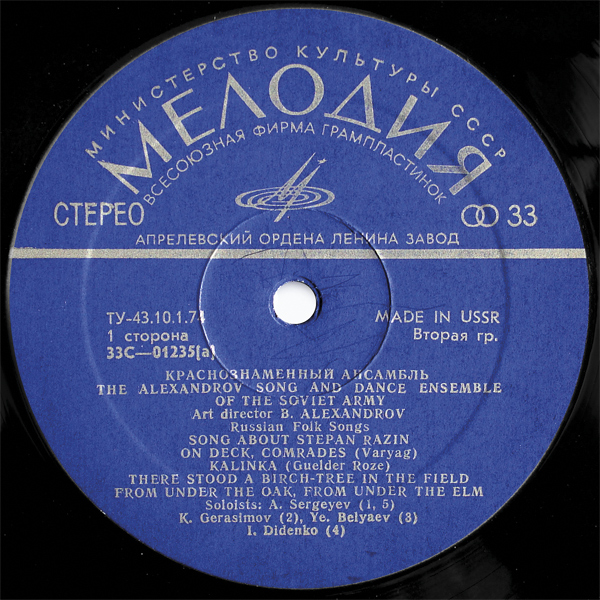 МИНИСТЕРСТВО КУЛЬТУРЫ СССР
МЕЛОДИЯ
ВСЕСОЮЗНАЯ ФИРМА ГРАМПЛАСТИНОК
СТЕРЕО
33
АПРЕЛЕВСКИЙ ОРДЕНА ЛЕНИНА ЗАВОД
ТУ-43.10.1.74
MADE IN USSR
1 сторона
Вторая гр.
33С—01235(а)
КРАСНОЗНАМЕННЫЙ АНСАМБЛЬ
THE ALEXANDROV SONG AND DANCE ENSEMBLE
OF THE SOVIET ARMY
Art director B. ALEXANDROV
Russian Folk Songs
SONG ABOUT STEPAN RAZIN
ON DECK, COMRADES (Varyag)
KALINKA (Guelder Roze)
THERE STOOD A BIRCH-TREE IN THE FIELD
FROM UNDER THE OAK, FROM UNDER THE ELM
Soloists: A. Sergeyev (1, 5)
K. Gerasimov (2), Ye. Belyaev (3)
I. Didenko (4)